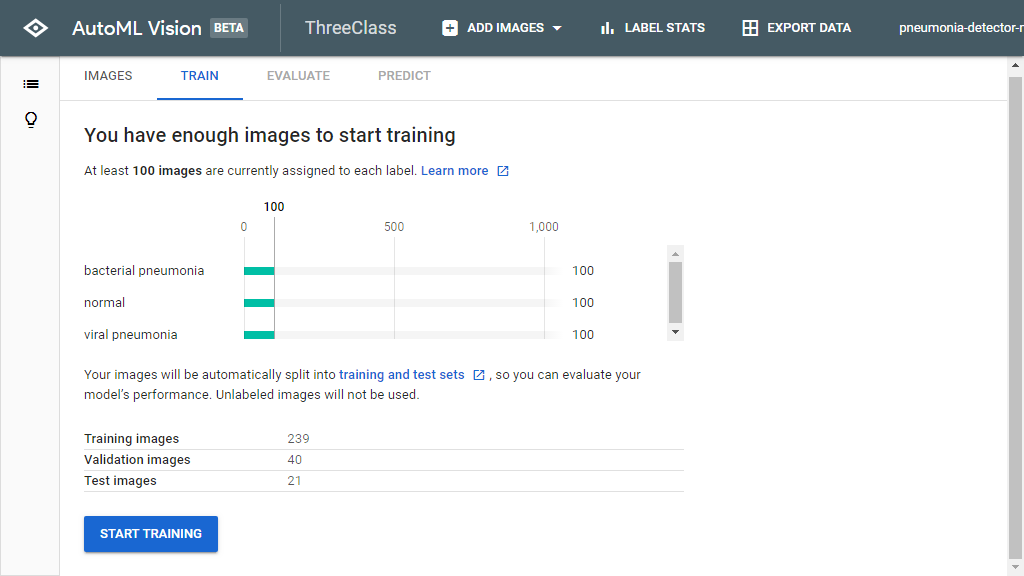 AutoML Vision BETA ThreeClass ADD IMAGES LABEL STATS EXPORT DATA pneumonia-detector-
IMAGES TRAIN EVALUATE PREDICT
You have enough images to start training
At least 100 images are currently assigned to each label. Learn more
100
0 500 1,000
bacterial pneumonia 100
normal 100
viral pneumonia 100
Your images will be automatically split into training and test sets , so you can evaluate your
model’s performance. Unlabeled images will not be used.
Training images 239
Validation images 40
Test images 21
START TRAINING